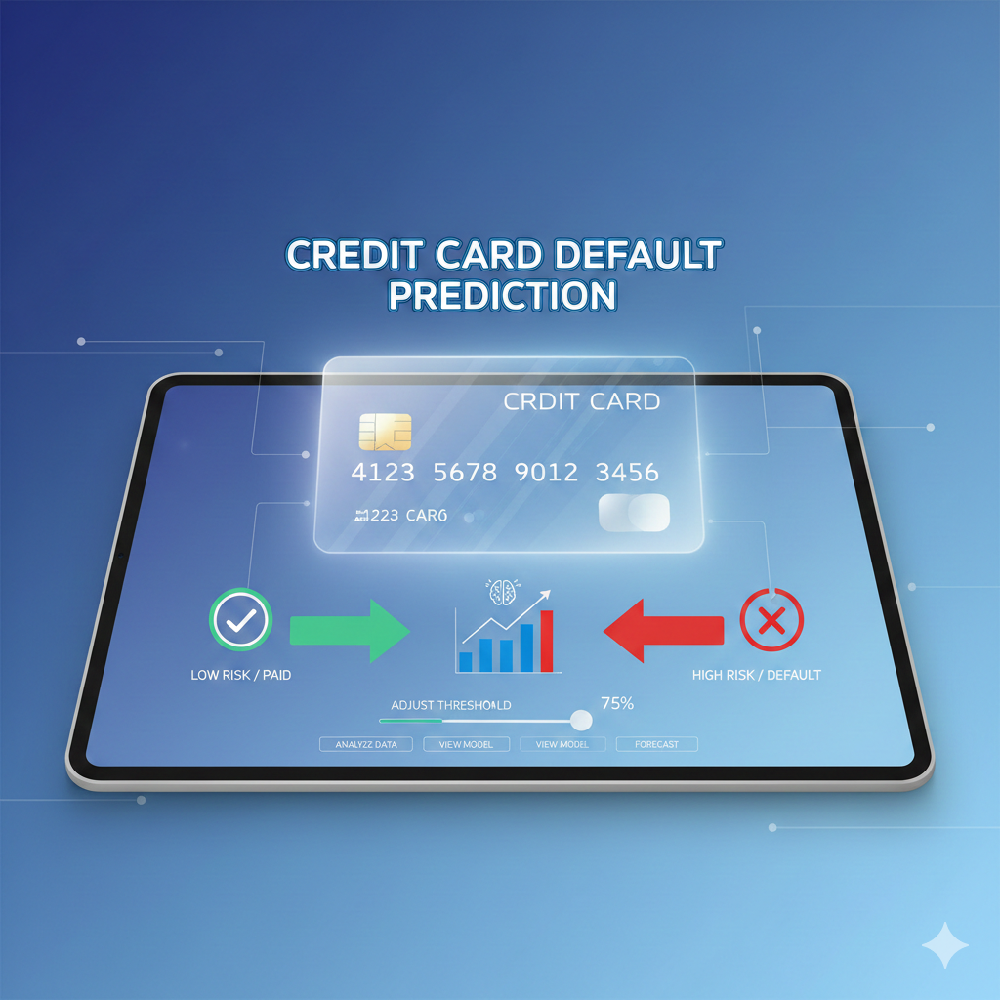 CREDIT CARD DEFAULT
PREDICTION
CRDIT CARD
4123 5678 9012 3456
1223 CAR6
LOW RISK / PAID
HIGH RISK / DEFAULT
ADJUST THRESHOLD
75%
ANALYZZ DATA
VIEW MODEL
VIEW MODEL
FORECAST